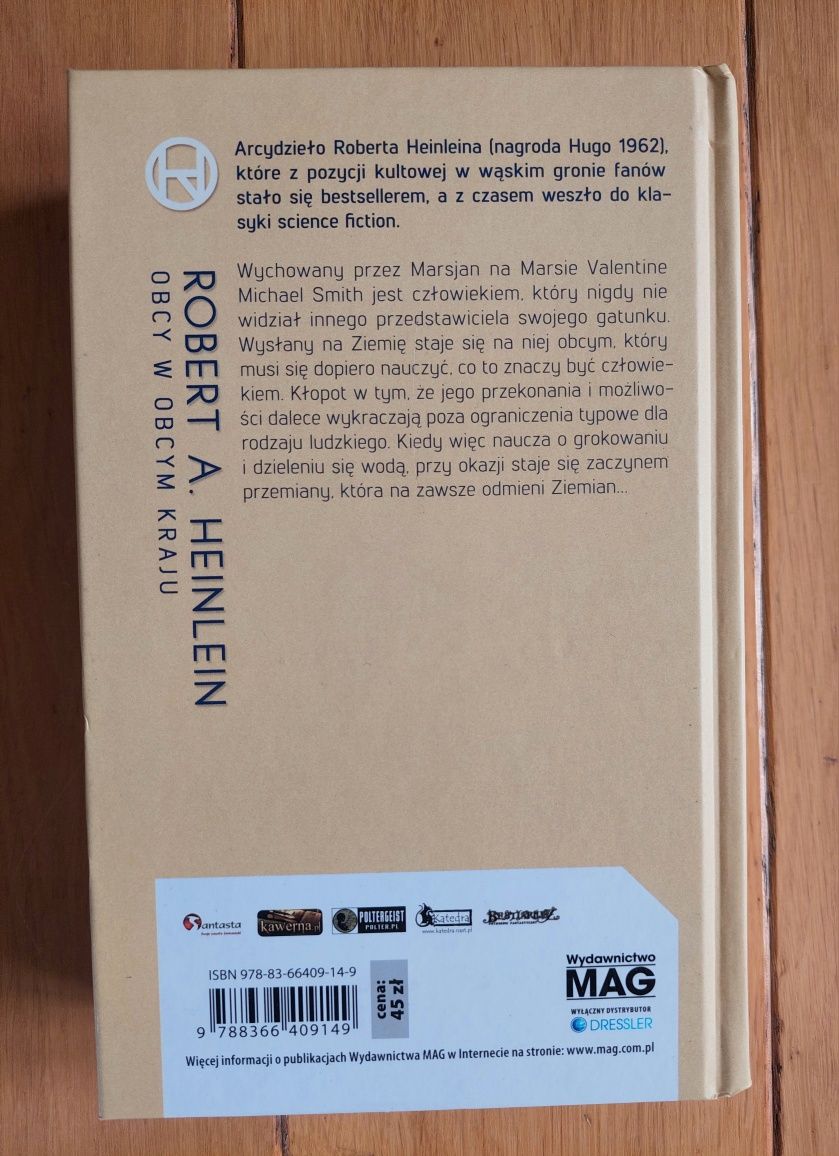 Arcydzieło Roberta Heinleina (nagroda Hugo 1962),
które z pozycji kultowej w wąskim gronie fanów
stało się bestsellerem, a z czasem weszło do kla-
syki science fiction.
Wychowany przez Marsjan na Marsie Valentine
Michael Smith jest człowiekiem, który nigdy nie
widział innego przedstawiciela swojego gatunku.
Wysłany na Ziemię staje się na niej obcym, który
musi się dopiero nauczyć, co to znaczy być człowie-
kiem. Kłopot w tym, że jego przekonania i możliwo-
ści dalece wykraczają poza ograniczenia typowe dla
rodzaju ludzkiego. Kiedy więc naucza o grokowaniu
i dzieleniu się wodą, przy okazji staje się zaczynem
przemiany, która na zawsze odmieni Ziemian...
ROBERT A. HEINLEIN
OBCY W OBCYM KRAJU
fantasta
kawerna.pl
POLTERGEIST
POLTER.PL
Katedra
www.katedra.nast.pl
BESTIARIUSZ
ISBN 978-83-66409-14-9
9 788366 409149
cena:
45 zł
Wydawnictwo
MAG
WYŁĄCZNY DYSTRYBUTOR
DRESSLER
Więcej informacji o publikacjach Wydawnictwa MAG w Internecie na stronie: www.mag.com.pl